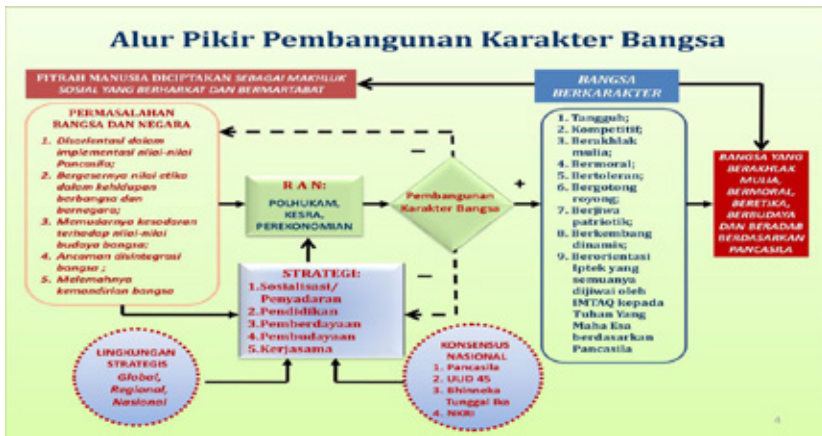 Alur Pikir Pembangunan Karakter Bangsa
FITRAH MANUSIA DICIPTAKAN SEBAGAI MAKHLUK
SOSIAL YANG BERHARKAT DAN BERMARTABAT
BANGSA
BERKARAKTER
PERMASALAHAN
BANGSA DAN NEGARA
1. Disorientasi dalam
implementasi nilai-nilai
Pancasila;
2. Bergesernya nilai etika
dalam kehidupan
berbangsa dan
bernegara;
3. Memudarnya kesadaran
terhadap nilai-nilai
budaya bangsa;
4. Ancaman disintegrasi
bangsa ;
5. Melemahnya
kemandirian bangsa
R A N:
POLHUKAM,
KESRA,
PEREKONOMIAN
–
Pembangunan
Karakter Bangsa
+
–
STRATEGI:
1.Sosialisasi/
Penyadaran
2.Pendidikan
3.Pemberdayaan
4.Pembudayaan
5.Kerjasama
LINGKUNGAN
STRATEGIS
Global,
Regional,
Nasional
KONSENSUS
NASIONAL
1. Pancasila
2. UUD 45
3. Bhinneka
Tunggal Ika
4. NKRI
1. Tangguh;
2. Kompetitif;
3. Berakhlak
mulia;
4. Bermoral;
5. Bertoleran;
6. Bergotong
royong;
7. Berjiwa
patriotik;
8. Berkembang
dinamis;
9. Berorientasi
Iptek yang
semuanya
dijiwai oleh
IMTAQ kepada
Tuhan Yang
Maha Esa
berdasarkan
Pancasila
BANGSA YANG
BERAKHLAK
MULIA,
BERMORAL,
BERETIKA,
BERBUDAYA
DAN BERADAB
BERDASARKAN
PANCASILA
4